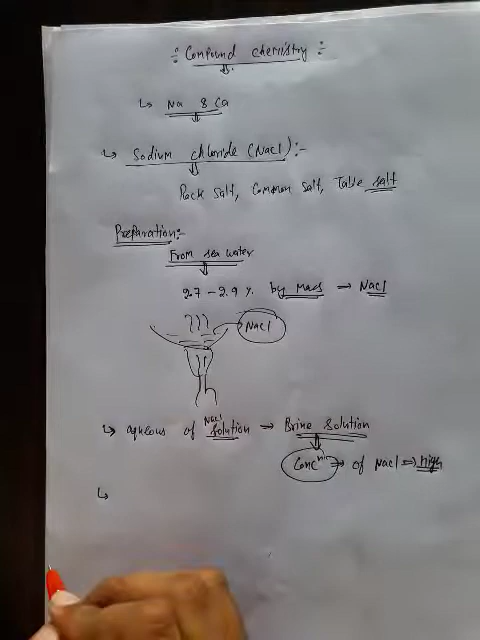 ÷ Compound chemistry ÷
↳ Na & Ca
↳ Sodium chloride (NaCl):-
Rock Salt, Common Salt, Table Salt
Preparation:-
From sea water
2.7 – 2.9 % by mass → NaCl
NaCl
↳ aqueous of NaCl solution → Brine solution
Conc → of NaCl ⇒ high
↳